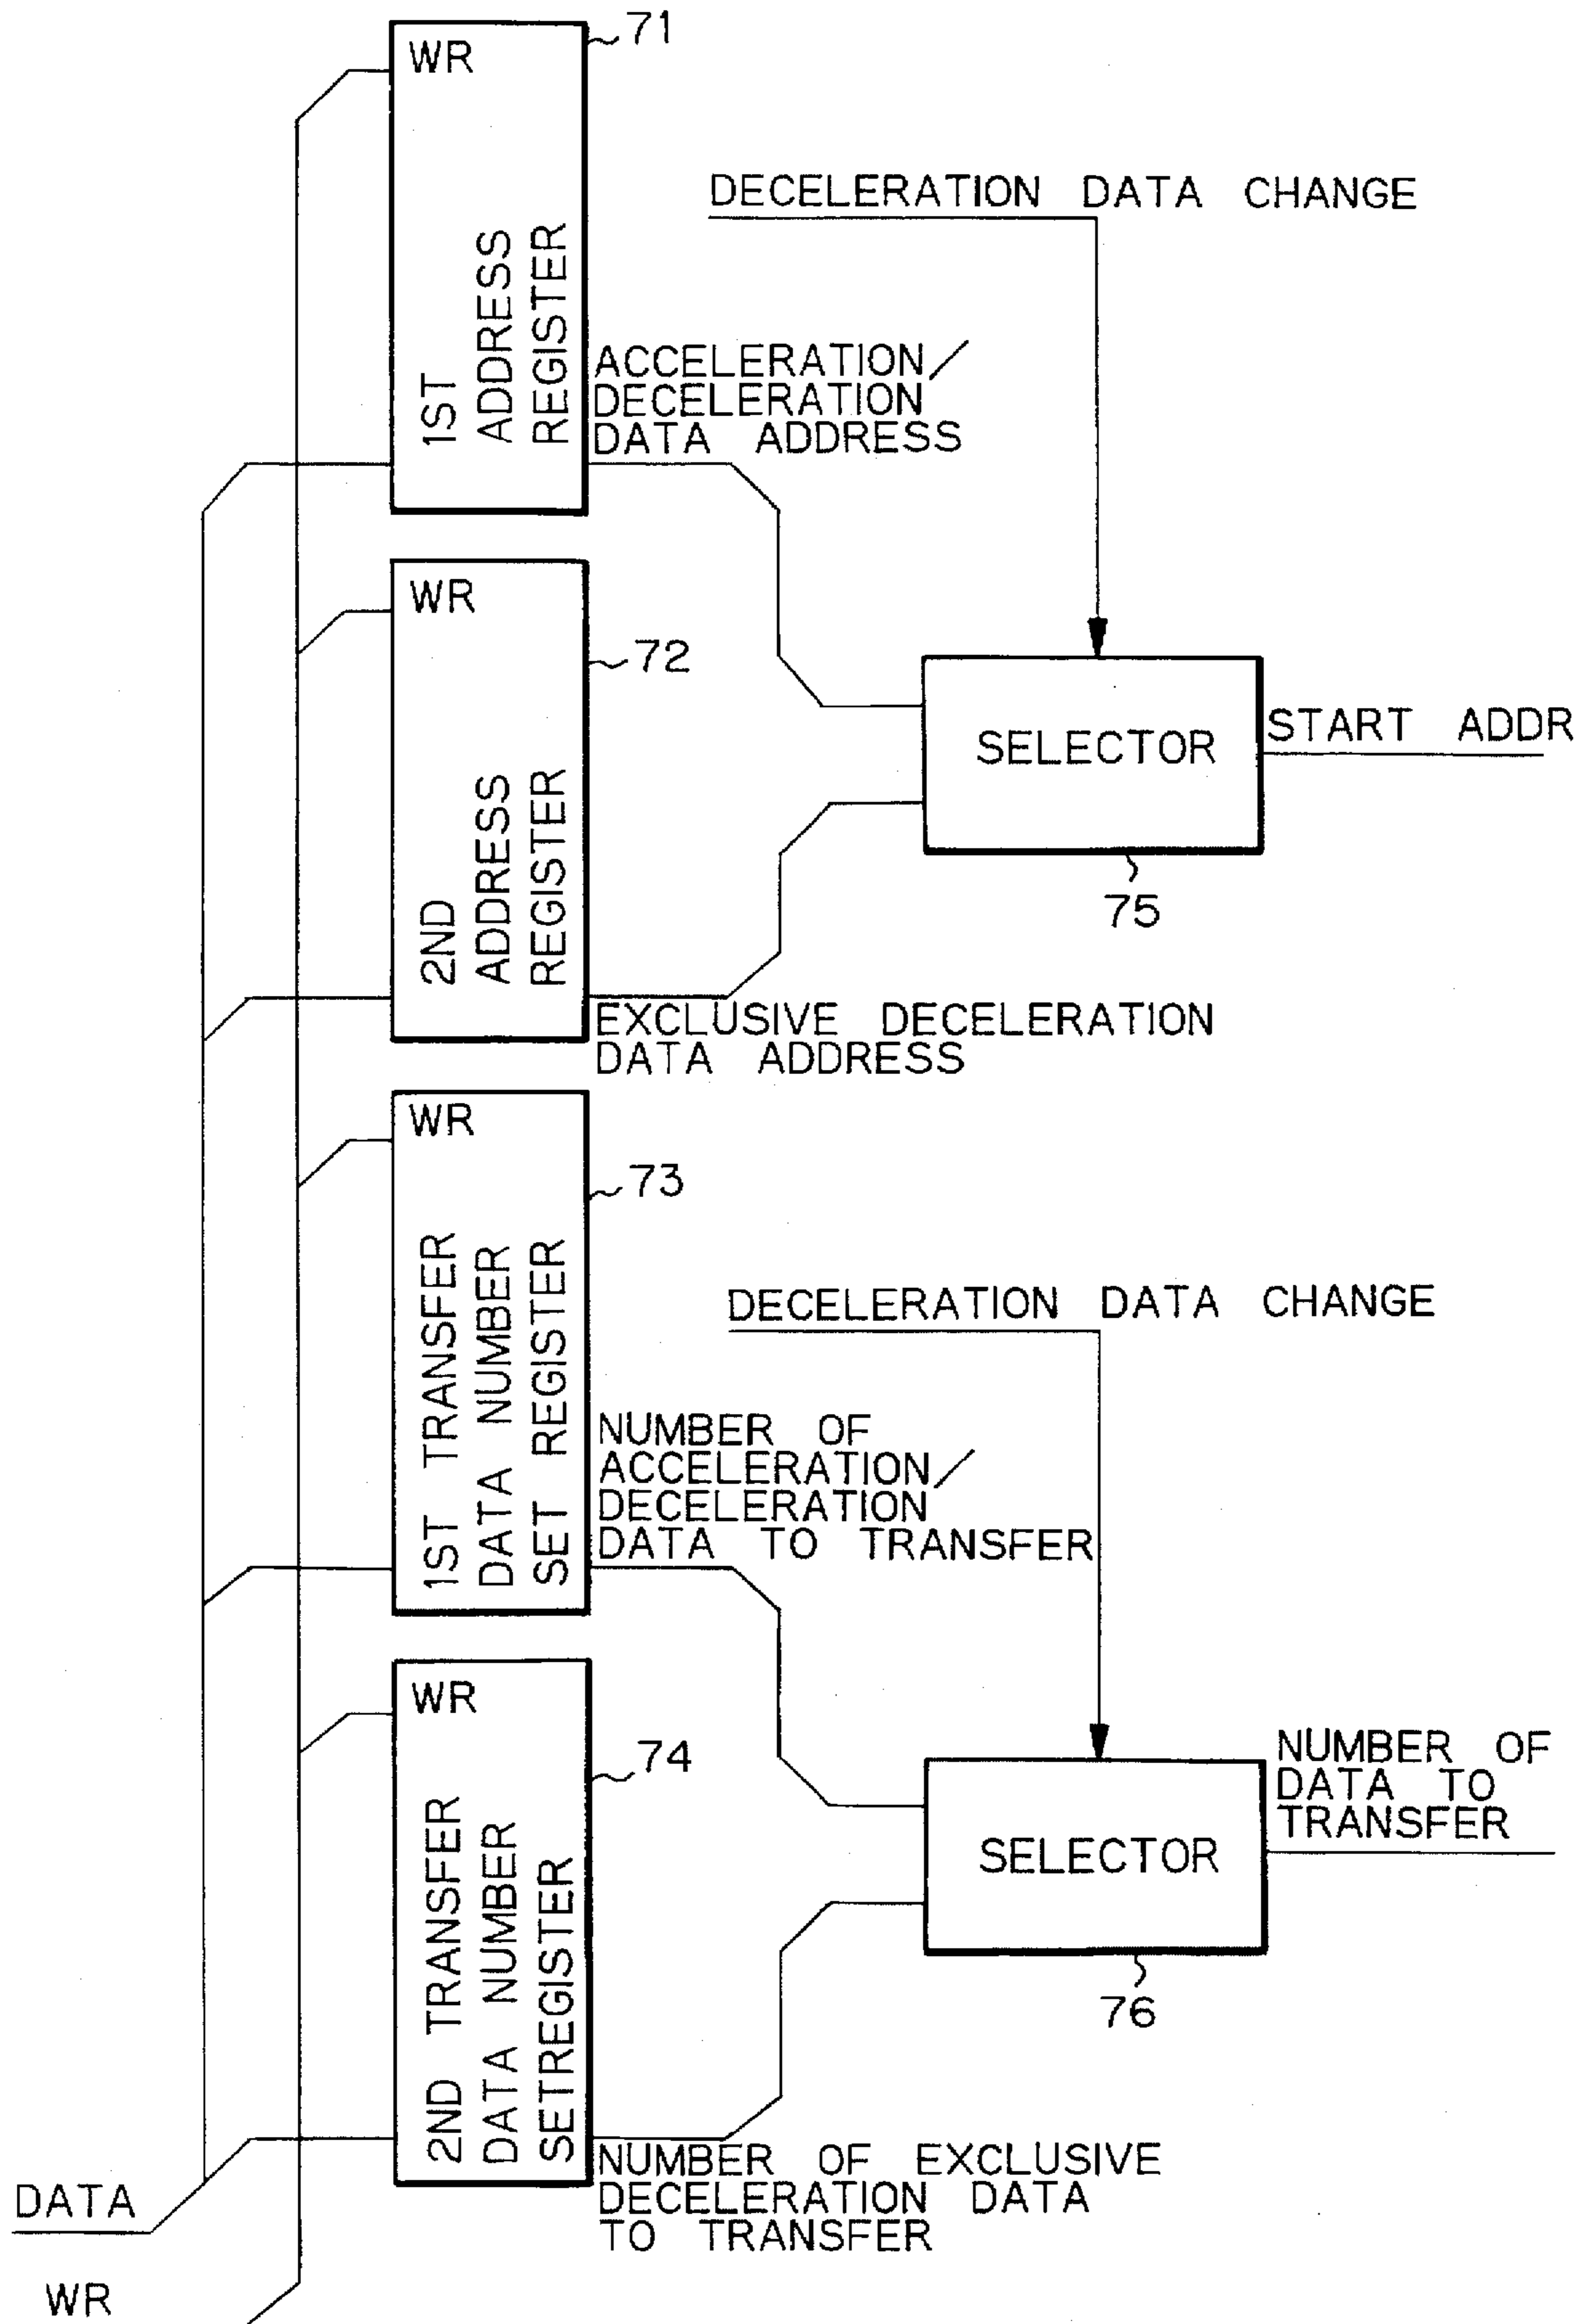 71
WR
1ST
ADDRESS
REGISTER
DECELERATION DATA CHANGE
ACCELERATION/
DECELERATION
DATA ADDRESS
WR
72
2ND
ADDRESS
REGISTER
SELECTOR
START ADDR
75
EXCLUSIVE DECELERATION
DATA ADDRESS
WR
73
1ST TRANSFER
DATA NUMBER
SET REGISTER
DECELERATION DATA CHANGE
NUMBER OF
ACCELERATION/
DECELERATION
DATA TO TRANSFER
WR
74
2ND TRANSFER
DATA NUMBER
SETREGISTER
SELECTOR
NUMBER OF
DATA TO
TRANSFER
76
NUMBER OF EXCLUSIVE
DECELERATION DATA
TO TRANSFER
DATA
WR